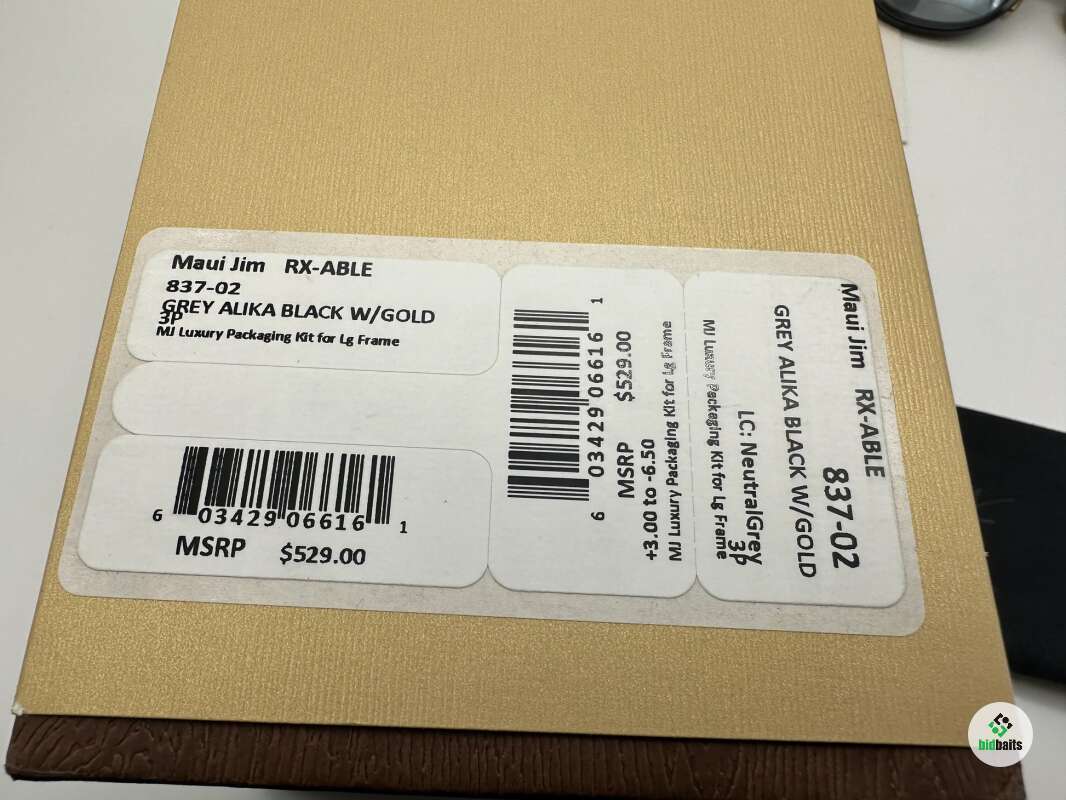 Maui Jim RX-ABLE
837-02
GREY ALIKA BLACK W/GOLD
3P
MJ Luxury Packaging Kit for Lg Frame
6 03429 06616 1
MSRP $529.00
6 03429 06616 1
MSRP $529.00
+3.00 to -6.50
MJ Luxury Packaging Kit for Lg Frame
Maui Jim RX-ABLE
837-02
GREY ALIKA BLACK W/GOLD
LC: NeutralGrey
3P
MJ Luxury Packaging Kit for Lg Frame
bidbaits